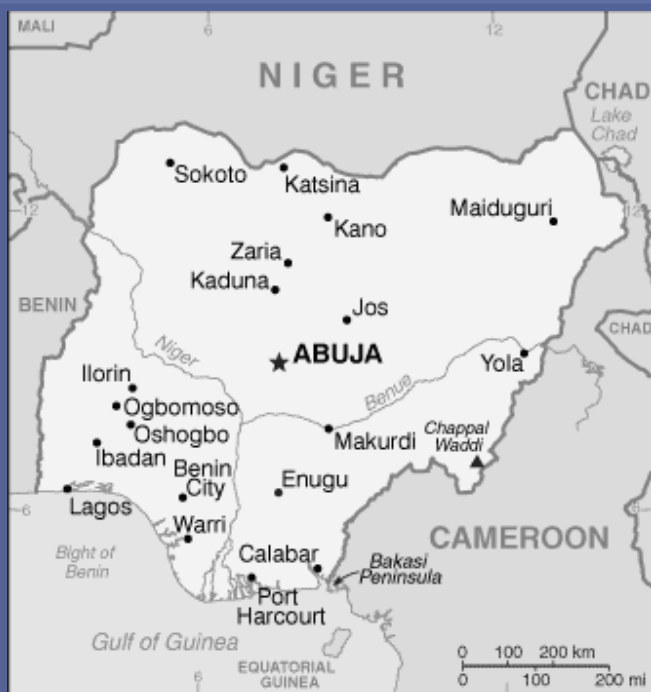 MALI
6
12
NIGER
CHAD
Lake
Chad
Sokoto
Katsina
12
Kano
Maiduguri
12
Zaria
Kaduna
BENIN
Jos
CHAD
Niger
ABUJA
Yola
Ilorin
Benue
Ogbomoso
Oshogbo
Makurdi
Chappal
Waddi
Ibadan
Benin
City
Enugu
Lagos
6
6
Warri
CAMEROON
Bight of
Benin
Calabar
Bakasi
Peninsula
Port
Harcourt
Gulf of Guinea
0 100 200 km
EQUATORIAL
GUINEA
6
0 100 200 mi